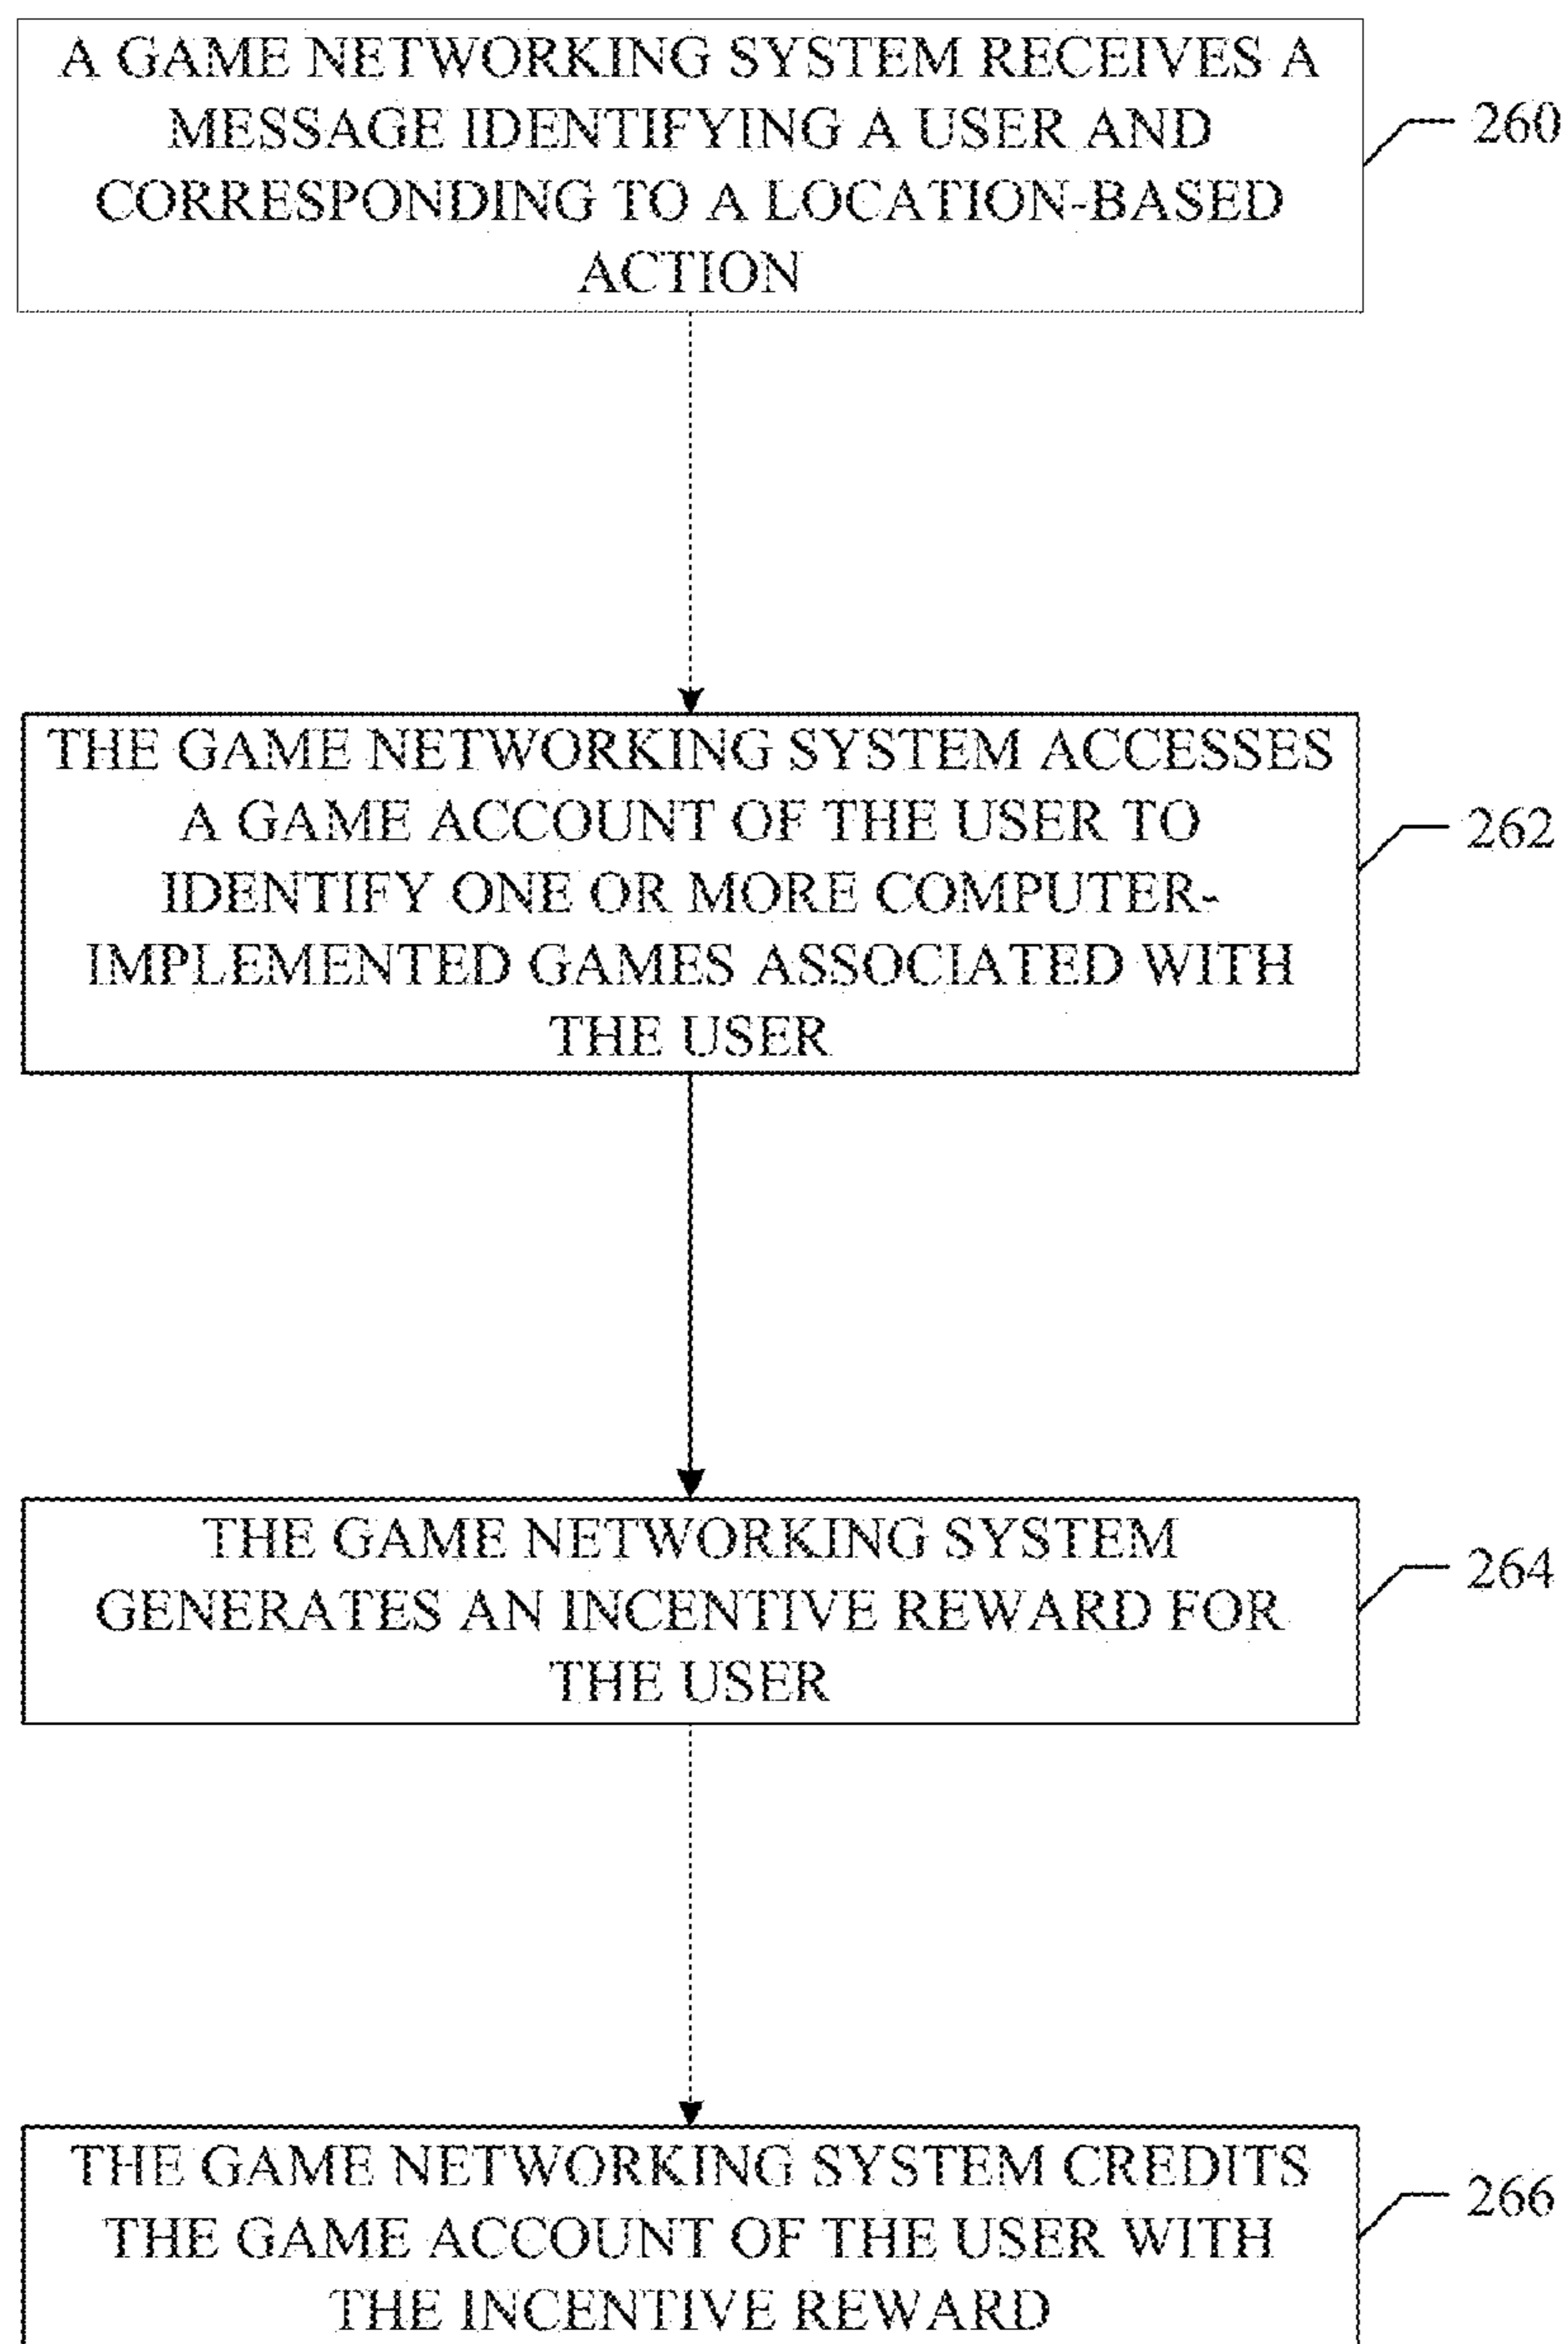 A GAME NETWORKING SYSTEM RECEIVES A
MESSAGE IDENTIFYING A USER AND
CORRESPONDING TO A LOCATION-BASED
ACTION
260
THE GAME NETWORKING SYSTEM ACCESSES
A GAME ACCOUNT OF THE USER TO
IDENTIFY ONE OR MORE COMPUTER-
IMPLEMENTED GAMES ASSOCIATED WITH
THE USER
262
THE GAME NETWORKING SYSTEM
GENERATES AN INCENTIVE REWARD FOR
THE USER
264
THE GAME NETWORKING SYSTEM CREDITS
THE GAME ACCOUNT OF THE USER WITH
THE INCENTIVE REWARD
266